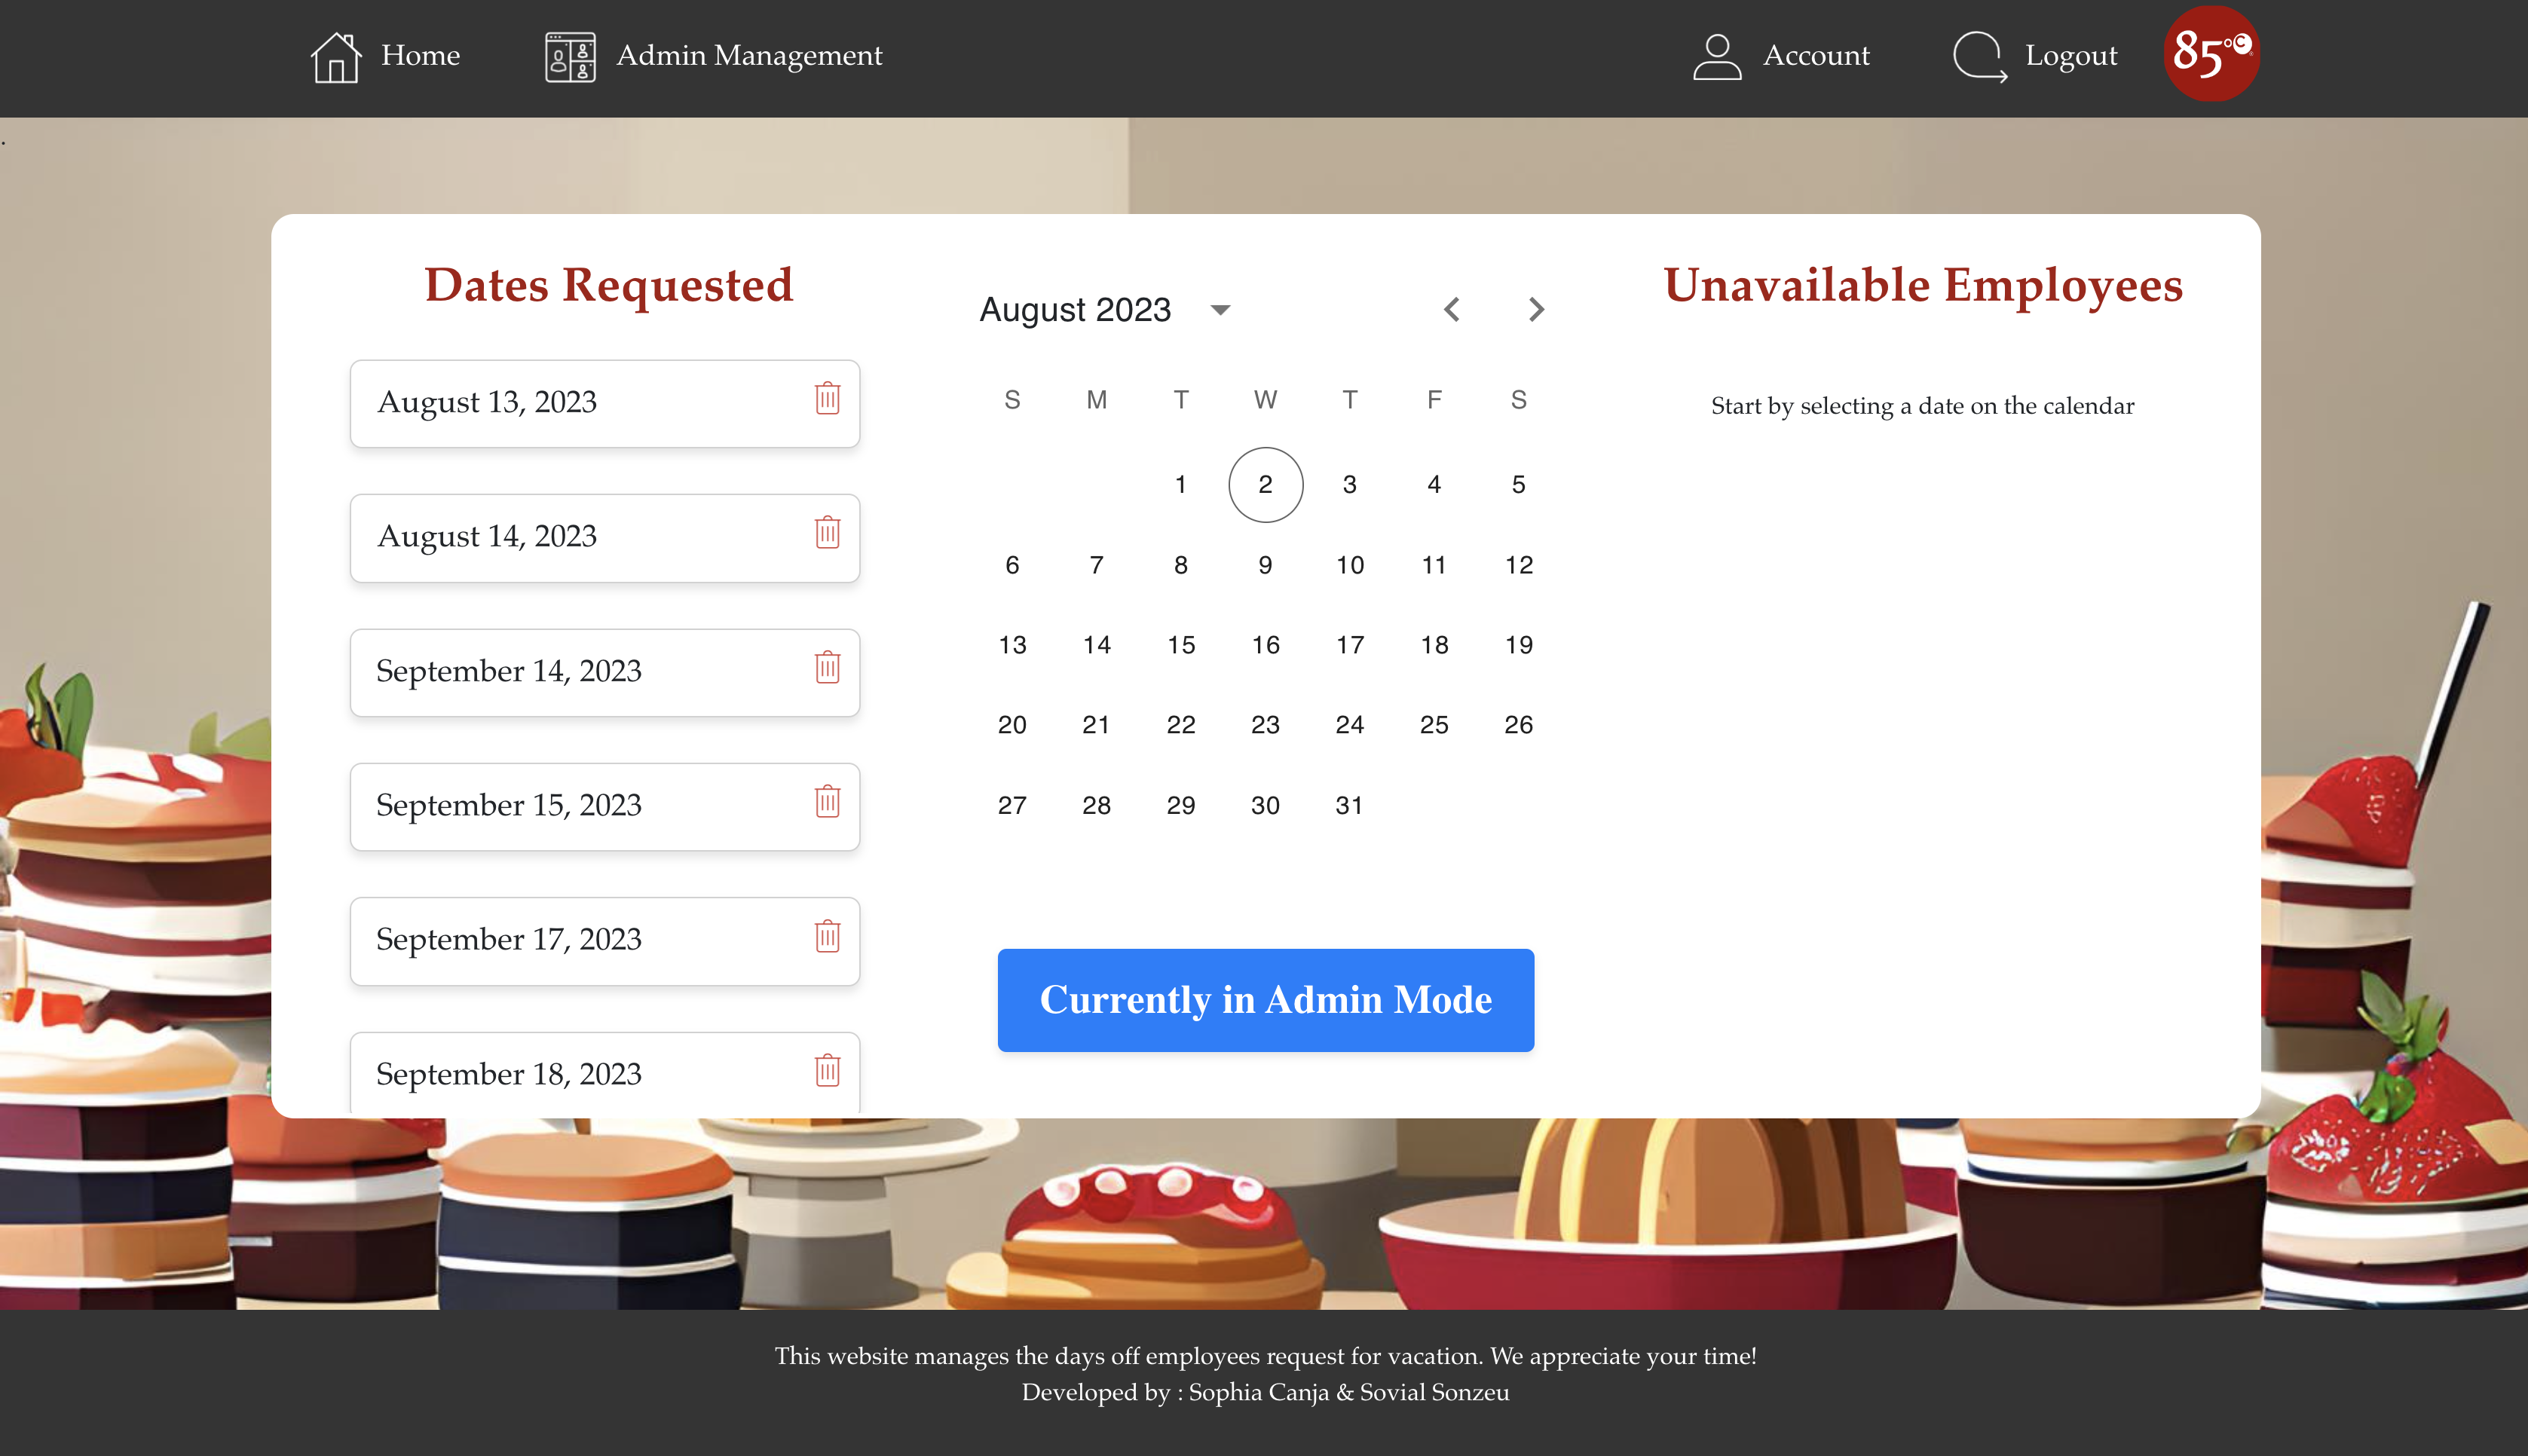 Home
Admin Management
Account
Logout
85°C
.
Dates Requested
August 13, 2023
August 14, 2023
September 14, 2023
September 15, 2023
September 17, 2023
September 18, 2023
August 2023
S M T W T F S
1 2 3 4 5
6 7 8 9 10 11 12
13 14 15 16 17 18 19
20 21 22 23 24 25 26
27 28 29 30 31
Currently in Admin Mode
Unavailable Employees
Start by selecting a date on the calendar
This website manages the days off employees request for vacation. We appreciate your time!
Developed by : Sophia Canja & Sovial Sonzeu